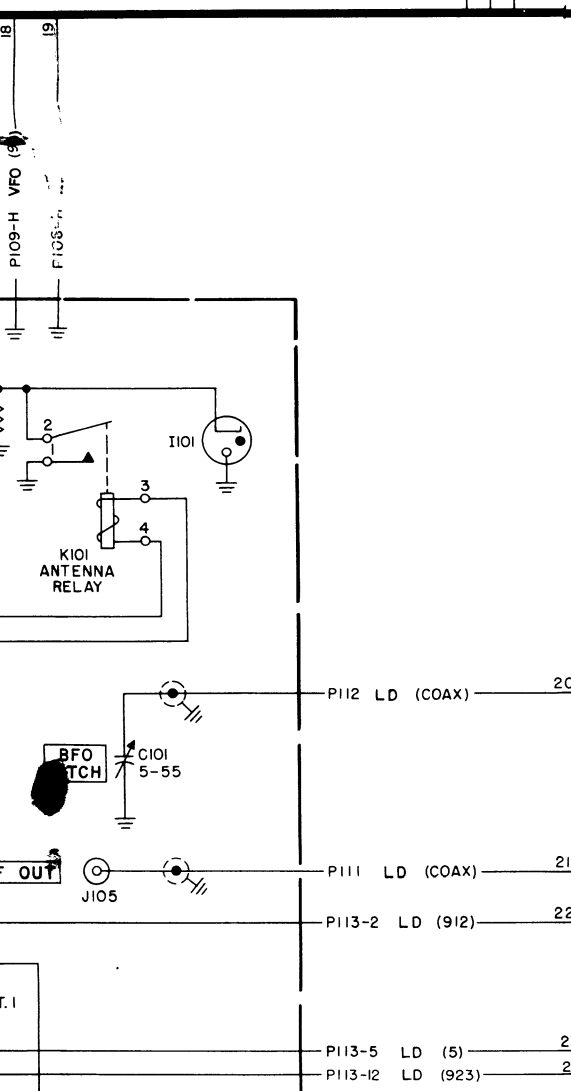 18
19
P109-H VFO
2
I101
3
4
K101
ANTENNA
RELAY
P112 LD (COAX)
20
BFO
C101
5-55
OUT
J105
P111 LD (COAX)
21
P113-2 LD (912)
22
T.1
P113-5 LD (5)
2
P113-12 LD (923)
2